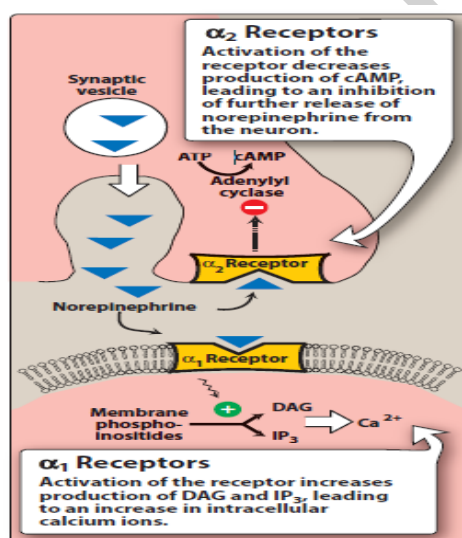 α₂ Receptors
Activation of the
receptor decreases
production of cAMP,
leading to an inhibition
of further release of
norepinephrine from
the neuron.
Synaptic
vesicle
ATP cAMP
Adenylyl
cyclase
α₂ Receptor
Norepinephrine
α₁ Receptor
Membrane
phospho-
inositides
+
DAG
IP₃
Ca²⁺
α₁ Receptors
Activation of the receptor increases
production of DAG and IP₃, leading
to an increase in intracellular
calcium ions.